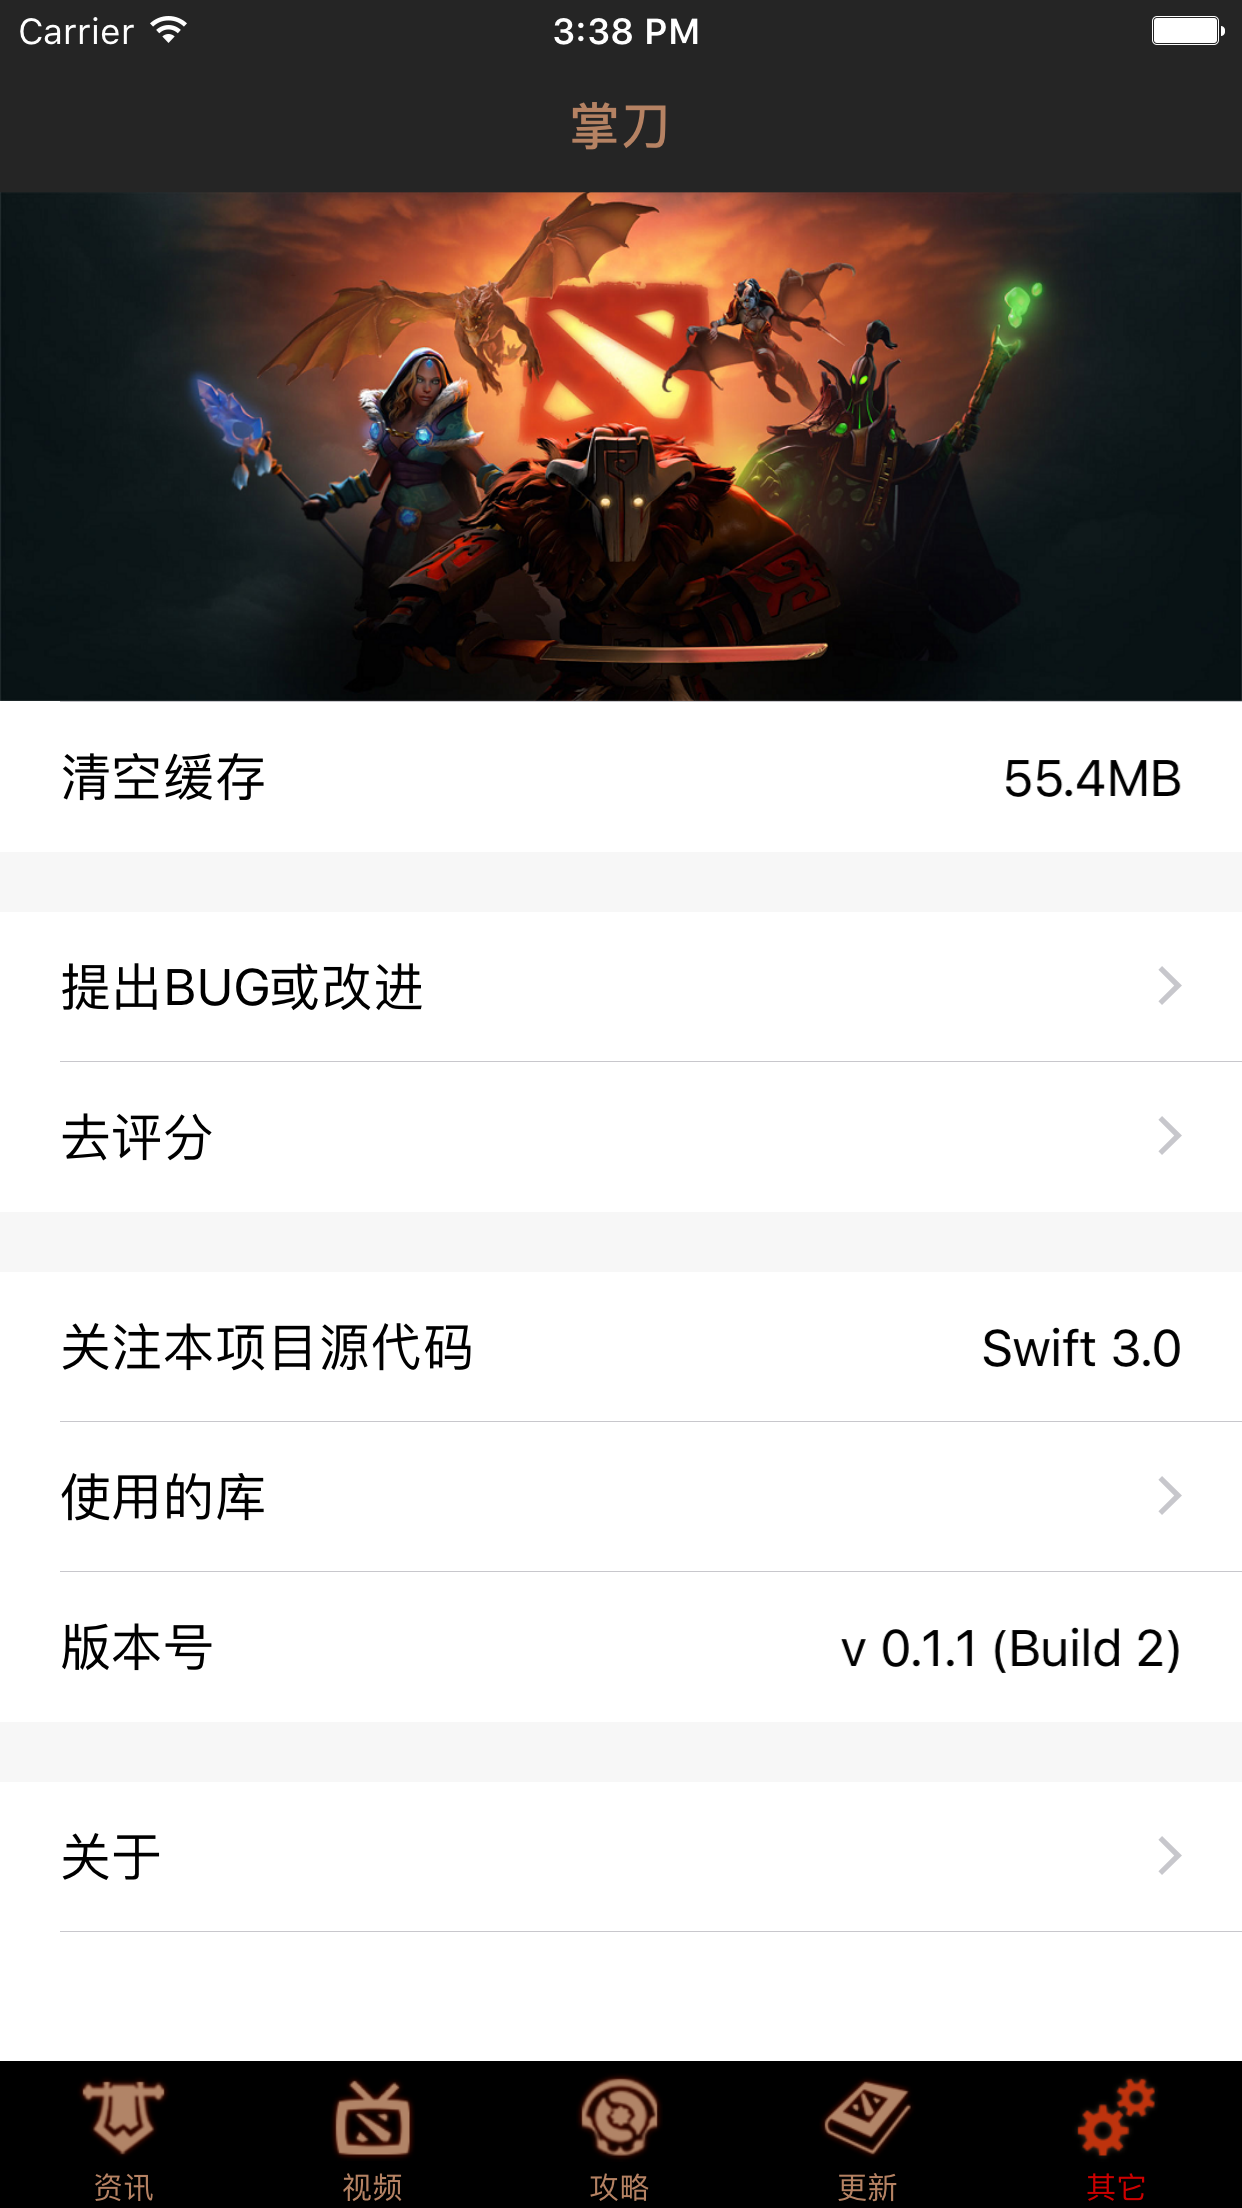 Carrier 3:38 PM
掌刀
清空缓存 55.4MB
提出BUG或改进
去评分
关注本项目源代码 Swift 3.0
使用的库
版本号 v 0.1.1 (Build 2)
关于
资讯 视频 攻略 更新 其它